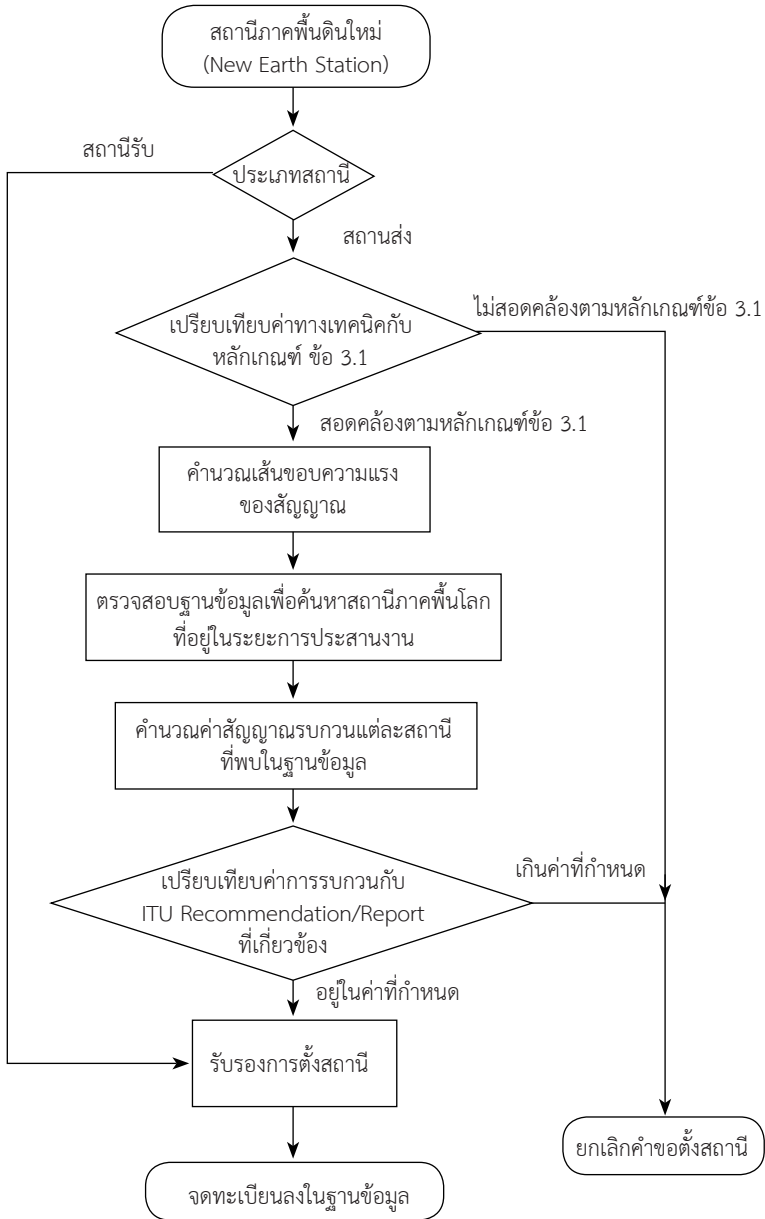 สถานีภาคพื้นดินใหม่
(New Earth Station)
สถานีรับ
ประเภทสถานี
สถานส่ง
ไม่สอดคล้องตามหลักเกณฑ์ข้อ 3.1
เปรียบเทียบค่าทางเทคนิคกับ
หลักเกณฑ์ ข้อ 3.1
สอดคล้องตามหลักเกณฑ์ข้อ 3.1
คำนวณเส้นขอบความแรง
ของสัญญาณ
ตรวจสอบฐานข้อมูลเพื่อค้นหาสถานีภาคพื้นโลก
ที่อยู่ในระยะการประสานงาน
คำนวณค่าสัญญาณรบกวนแต่ละสถานี
ที่พบในฐานข้อมูล
เกินค่าที่กำหนด
เปรียบเทียบค่าการรบกวนกับ
ITU Recommendation/Report
ที่เกี่ยวข้อง
อยู่ในค่าที่กำหนด
รับรองการตั้งสถานี
ยกเลิกคำขอตั้งสถานี
จดทะเบียนลงในฐานข้อมูล